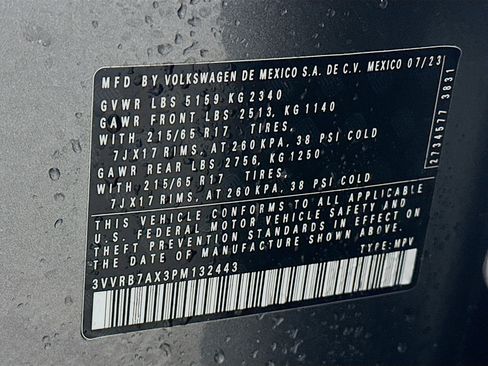 MFD BY VOLKSWAGEN DE MEXICO S.A. DE C.V. MEXICO 07/23
GVWR LBS 5159 KG 2340
GAWR FRONT LBS 2513, KG 1140
WITH 215/65 R17 TIRES,
7JX17 RIMS, AT 260 KPA, 38 PSI COLD
GAWR REAR LBS 2756, KG 1250
WITH 215/65 R17 TIRES,
7JX17 RIMS, AT 260 KPA, 38 PSI COLD
THIS VEHICLE CONFORMS TO ALL APPLICABLE
U.S. FEDERAL MOTOR VEHICLE SAFETY AND
THEFT PREVENTION STANDARDS IN EFFECT ON
THE DATE OF MANUFACTURE SHOWN ABOVE.
3VVRB7AX3PM132443 TYPE: MPV
2734577 3831